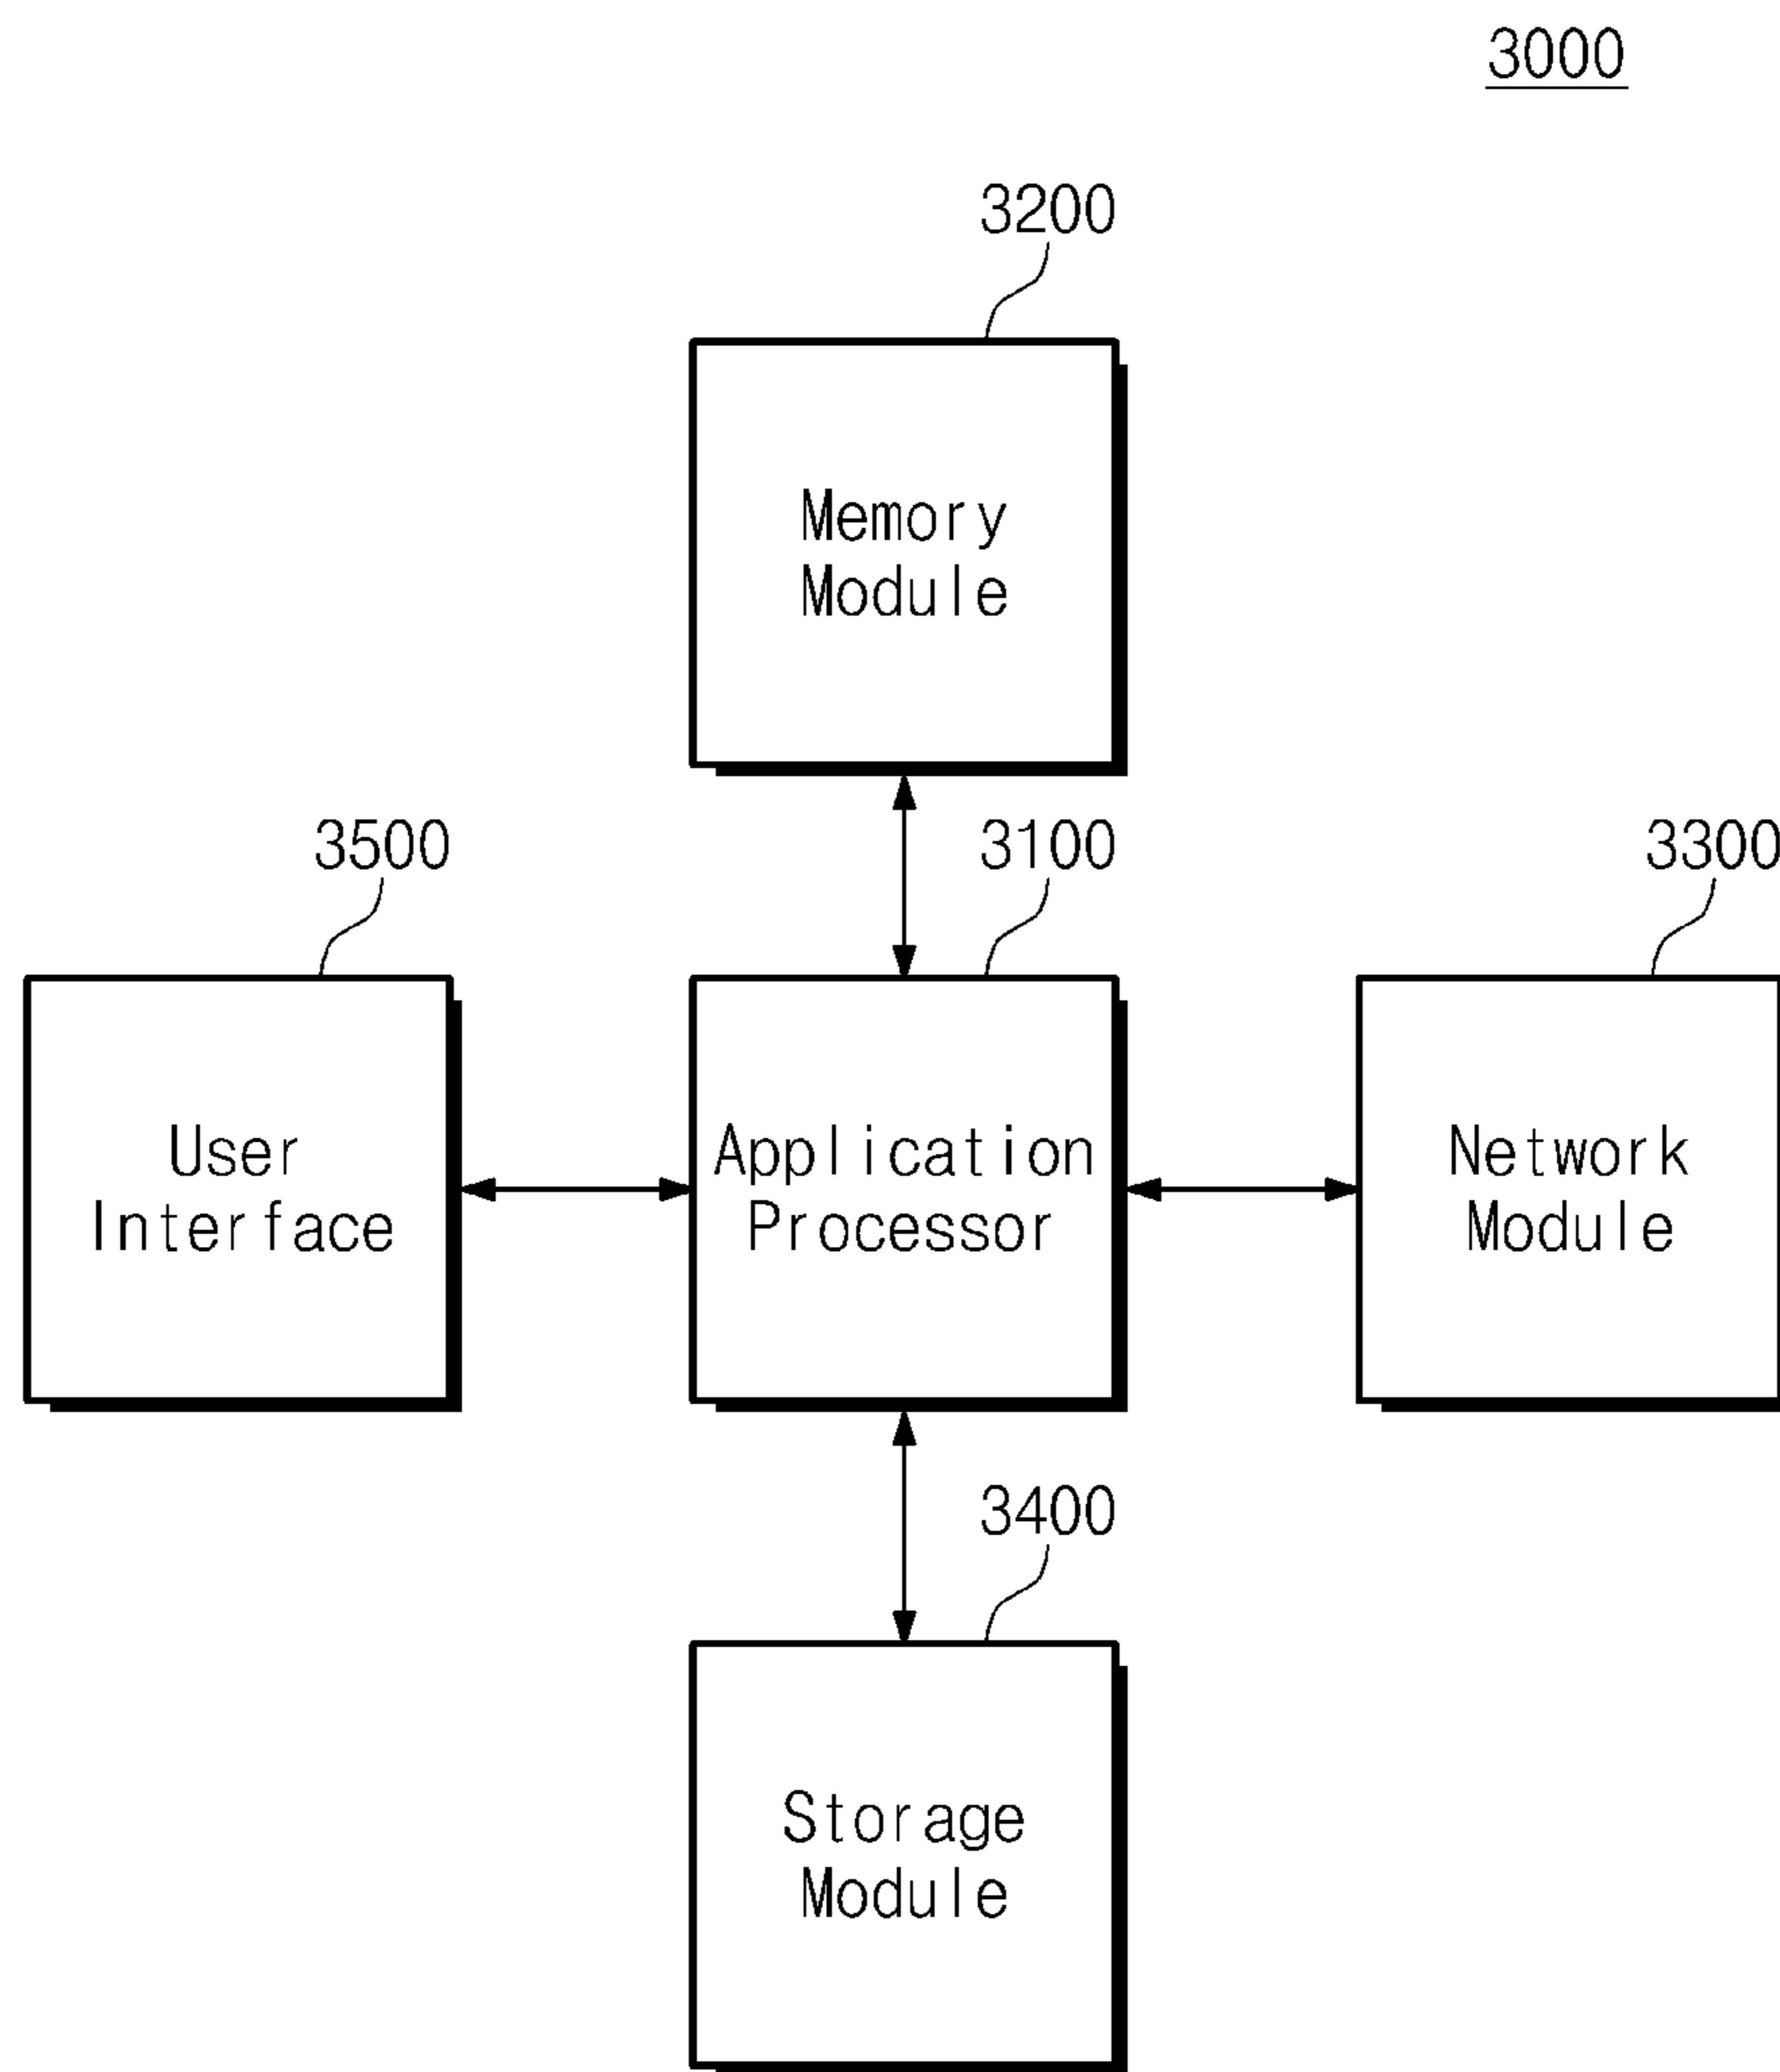 3000
3200
Memory
Module
3500
3100
3300
User
Interface
Application
Processor
Network
Module
3400
Storage
Module